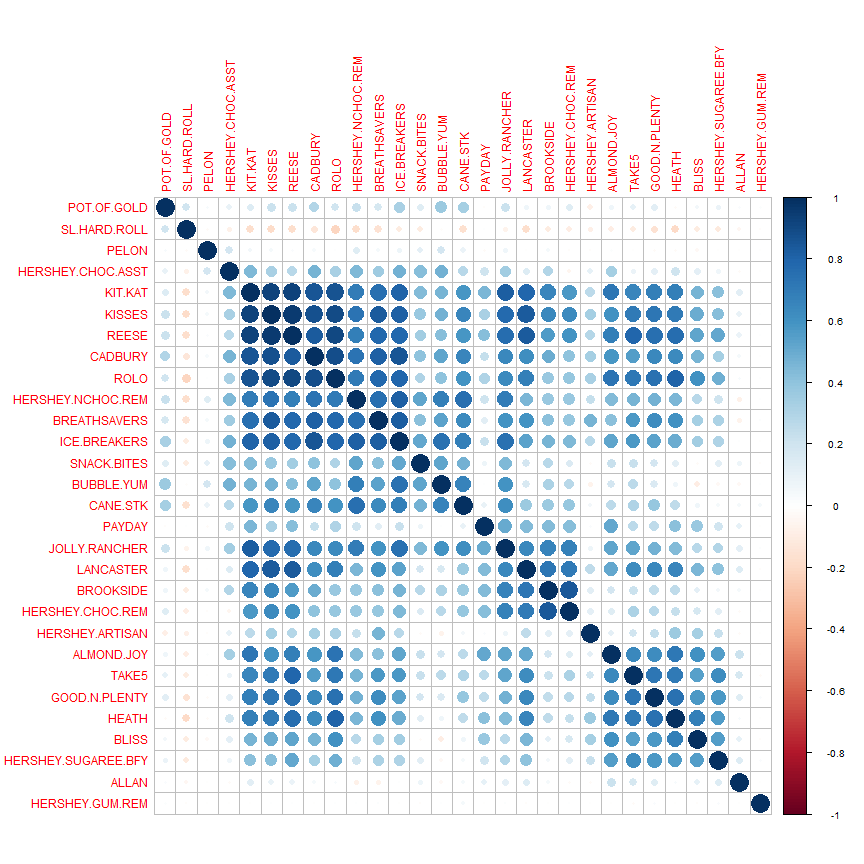 POT.OF.GOLD
SL.HARD.ROLL
PELON
HERSHEY.CHOC.ASST
KIT.KAT
KISSES
REESE
CADBURY
ROLO
HERSHEY.NCHOC.REM
BREATHSAVERS
ICE.BREAKERS
SNACK.BITES
BUBBLE.YUM
CANE.STK
PAYDAY
JOLLY.RANCHER
LANCASTER
BROOKSIDE
HERSHEY.CHOC.REM
HERSHEY.ARTISAN
ALMOND.JOY
TAKE5
GOOD.N.PLENTY
HEATH
BLISS
HERSHEY.SUGAREE.BFY
ALLAN
HERSHEY.GUM.REM
POT.OF.GOLD
SL.HARD.ROLL
PELON
HERSHEY.CHOC.ASST
KIT.KAT
KISSES
REESE
CADBURY
ROLO
HERSHEY.NCHOC.REM
BREATHSAVERS
ICE.BREAKERS
SNACK.BITES
BUBBLE.YUM
CANE.STK
PAYDAY
JOLLY.RANCHER
LANCASTER
BROOKSIDE
HERSHEY.CHOC.REM
HERSHEY.ARTISAN
ALMOND.JOY
TAKE5
GOOD.N.PLENTY
HEATH
BLISS
HERSHEY.SUGAREE.BFY
ALLAN
HERSHEY.GUM.REM
1
0.8
0.6
0.4
0.2
0
-0.2
-0.4
-0.6
-0.8
-1